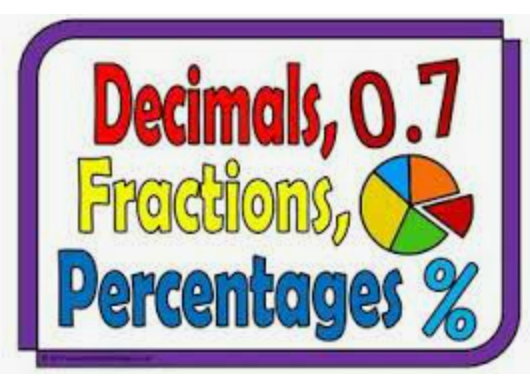 Decimals, 0.7
Fractions,
Percentages %